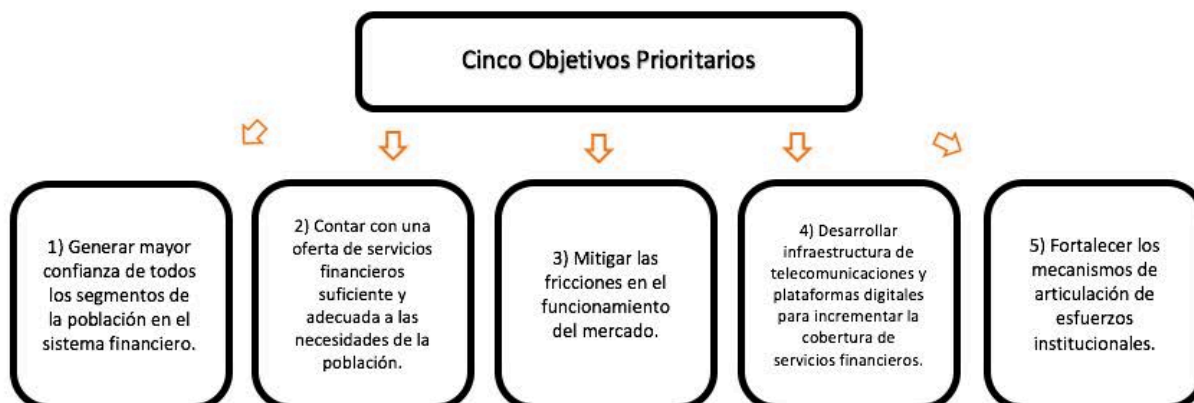 Cinco Objetivos Prioritarios
1) Generar mayor
confianza de todos
los segmentos de
la población en el
sistema financiero.
2) Contar con una
oferta de servicios
financieros
suficiente y
adecuada a las
necesidades de la
población.
3) Mitigar las
fricciones en el
funcionamiento
del mercado.
4) Desarrollar
infraestructura de
telecomunicaciones y
plataformas digitales
para incrementar la
cobertura de
servicios financieros.
5) Fortalecer los
mecanismos de
articulación de
esfuerzos
institucionales.